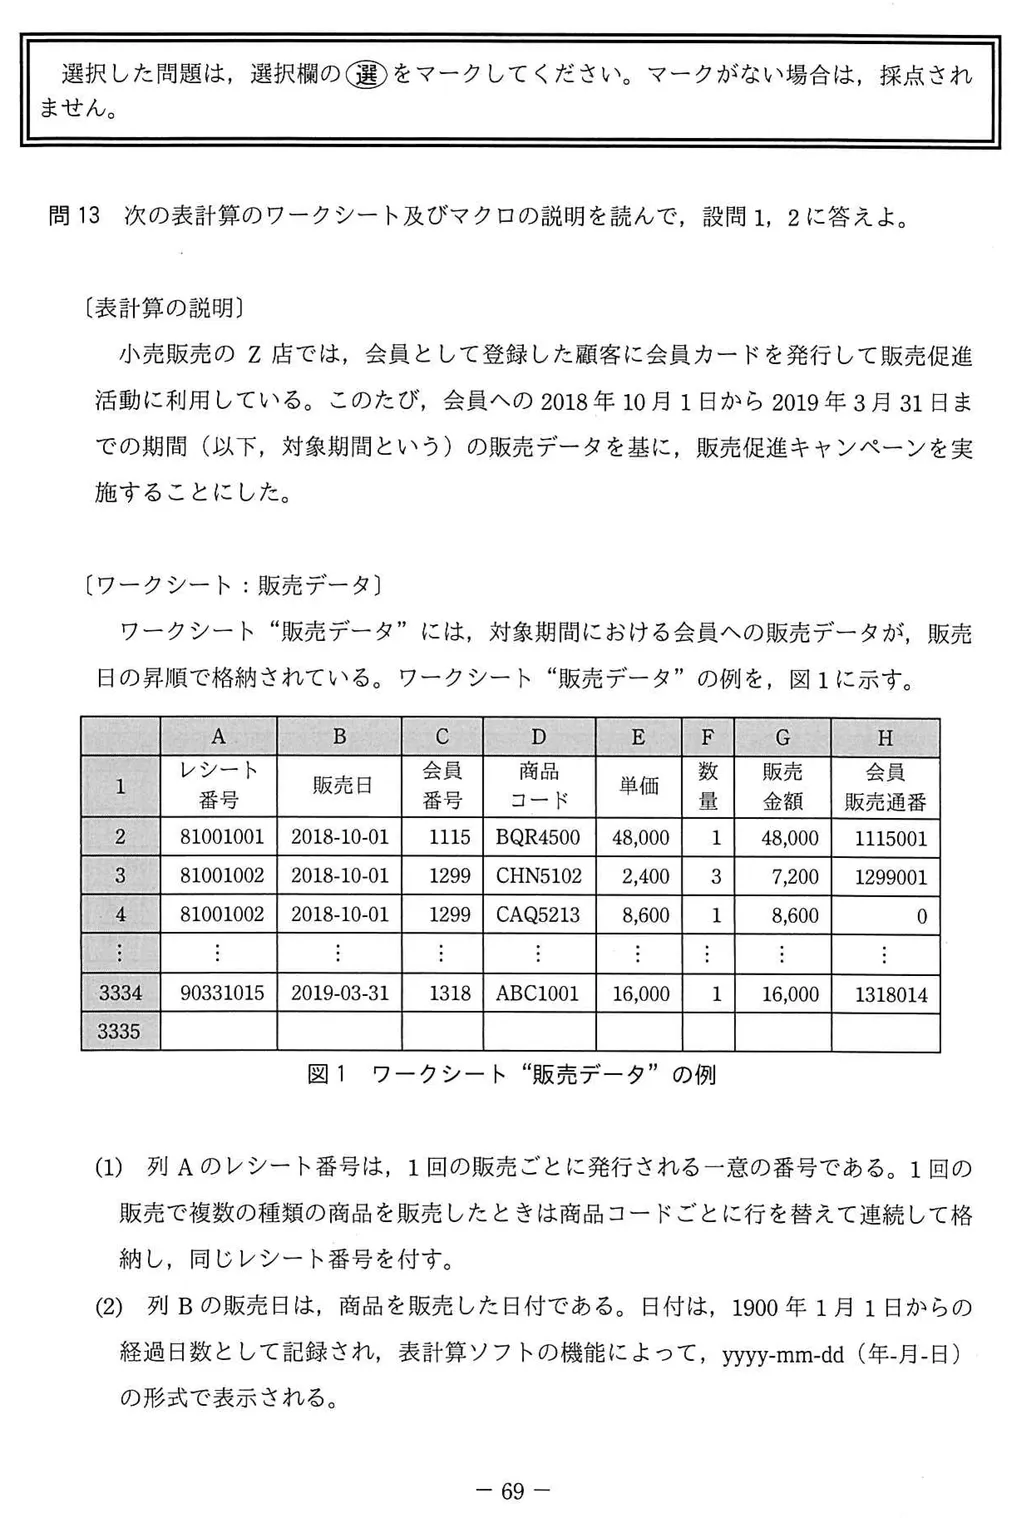 選択した問題は，選択欄の㊟をマークしてください。マークがない場合は，採点され
ません。
問13 次の表計算のワークシート及びマクロの説明を読んで，設問1，2に答えよ。
〔表計算の説明〕
小売販売の Z 店では，会員として登録した顧客に会員カードを発行して販売促進
活動に利用している。このたび，会員への 2018 年 10 月 1 日から 2019 年 3 月 31 日ま
での期間（以下，対象期間という）の販売データを基に，販売促進キャンペーンを実
施することにした。
〔ワークシート：販売データ〕
ワークシート“販売データ”には，対象期間における会員への販売データが，販売
日の昇順で格納されている。ワークシート“販売データ”の例を，図1に示す。
A B C D E F G H
1 レシート番号 販売日 会員番号 商品コード 単価 数量 販売金額 会員販売通番
2 81001001 2018-10-01 1115 BQR4500 48,000 1 48,000 1115001
3 81001002 2018-10-01 1299 CHN5102 2,400 3 7,200 1299001
4 81001002 2018-10-01 1299 CAQ5213 8,600 1 8,600 0
⋮ ⋮ ⋮ ⋮ ⋮ ⋮ ⋮ ⋮ ⋮
3334 90331015 2019-03-31 1318 ABC1001 16,000 1 16,000 1318014
3335
図1 ワークシート“販売データ”の例
(1) 列 A のレシート番号は，1 回の販売ごとに発行される一意の番号である。1 回の
販売で複数の種類の商品を販売したときは商品コードごとに行を替えて連続して格
納し，同じレシート番号を付す。
(2) 列 B の販売日は，商品を販売した日付である。日付は，1900 年 1 月 1 日からの
経過日数として記録され，表計算ソフトの機能によって，yyyy-mm-dd（年-月-日）
の形式で表示される。
－ 69 －